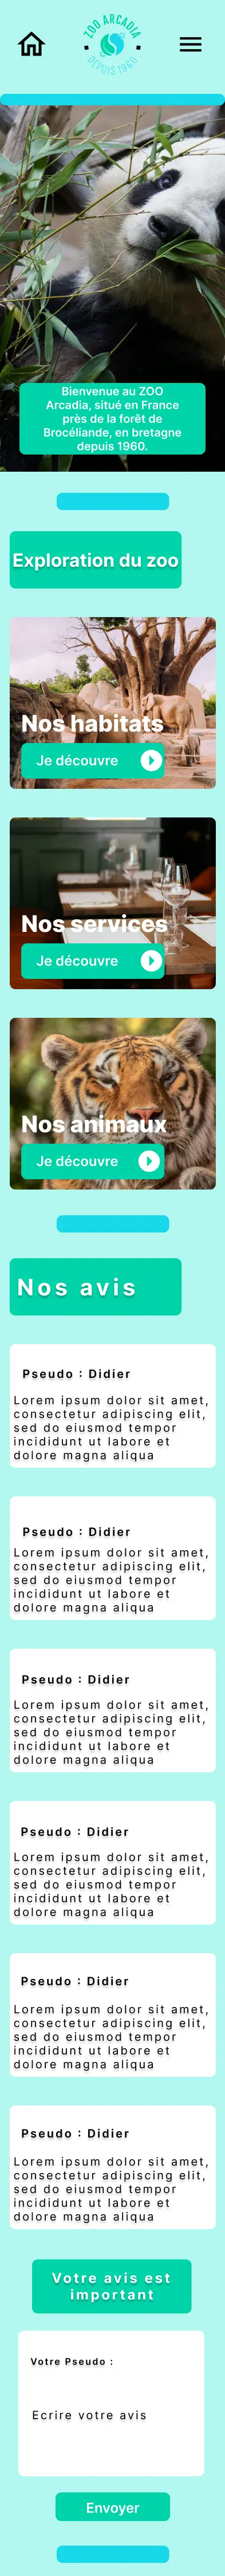 ZOO ARCADIA
DEPUIS 1960
Bienvenue au ZOO
Arcadia, situé en France
près de la forêt de
Brocéliande, en bretagne
depuis 1960.
Exploration du zoo
Nos habitats
Je découvre
Nos services
Je découvre
Nos animaux
Je découvre
Nos avis
Pseudo : Didier
Lorem ipsum dolor sit amet,
consectetur adipiscing elit,
sed do eiusmod tempor
incididunt ut labore et
dolore magna aliqua
Pseudo : Didier
Lorem ipsum dolor sit amet,
consectetur adipiscing elit,
sed do eiusmod tempor
incididunt ut labore et
dolore magna aliqua
Pseudo : Didier
Lorem ipsum dolor sit amet,
consectetur adipiscing elit,
sed do eiusmod tempor
incididunt ut labore et
dolore magna aliqua
Pseudo : Didier
Lorem ipsum dolor sit amet,
consectetur adipiscing elit,
sed do eiusmod tempor
incididunt ut labore et
dolore magna aliqua
Pseudo : Didier
Lorem ipsum dolor sit amet,
consectetur adipiscing elit,
sed do eiusmod tempor
incididunt ut labore et
dolore magna aliqua
Pseudo : Didier
Lorem ipsum dolor sit amet,
consectetur adipiscing elit,
sed do eiusmod tempor
incididunt ut labore et
dolore magna aliqua
Votre avis est
important
Votre Pseudo :
Ecrire votre avis
Envoyer